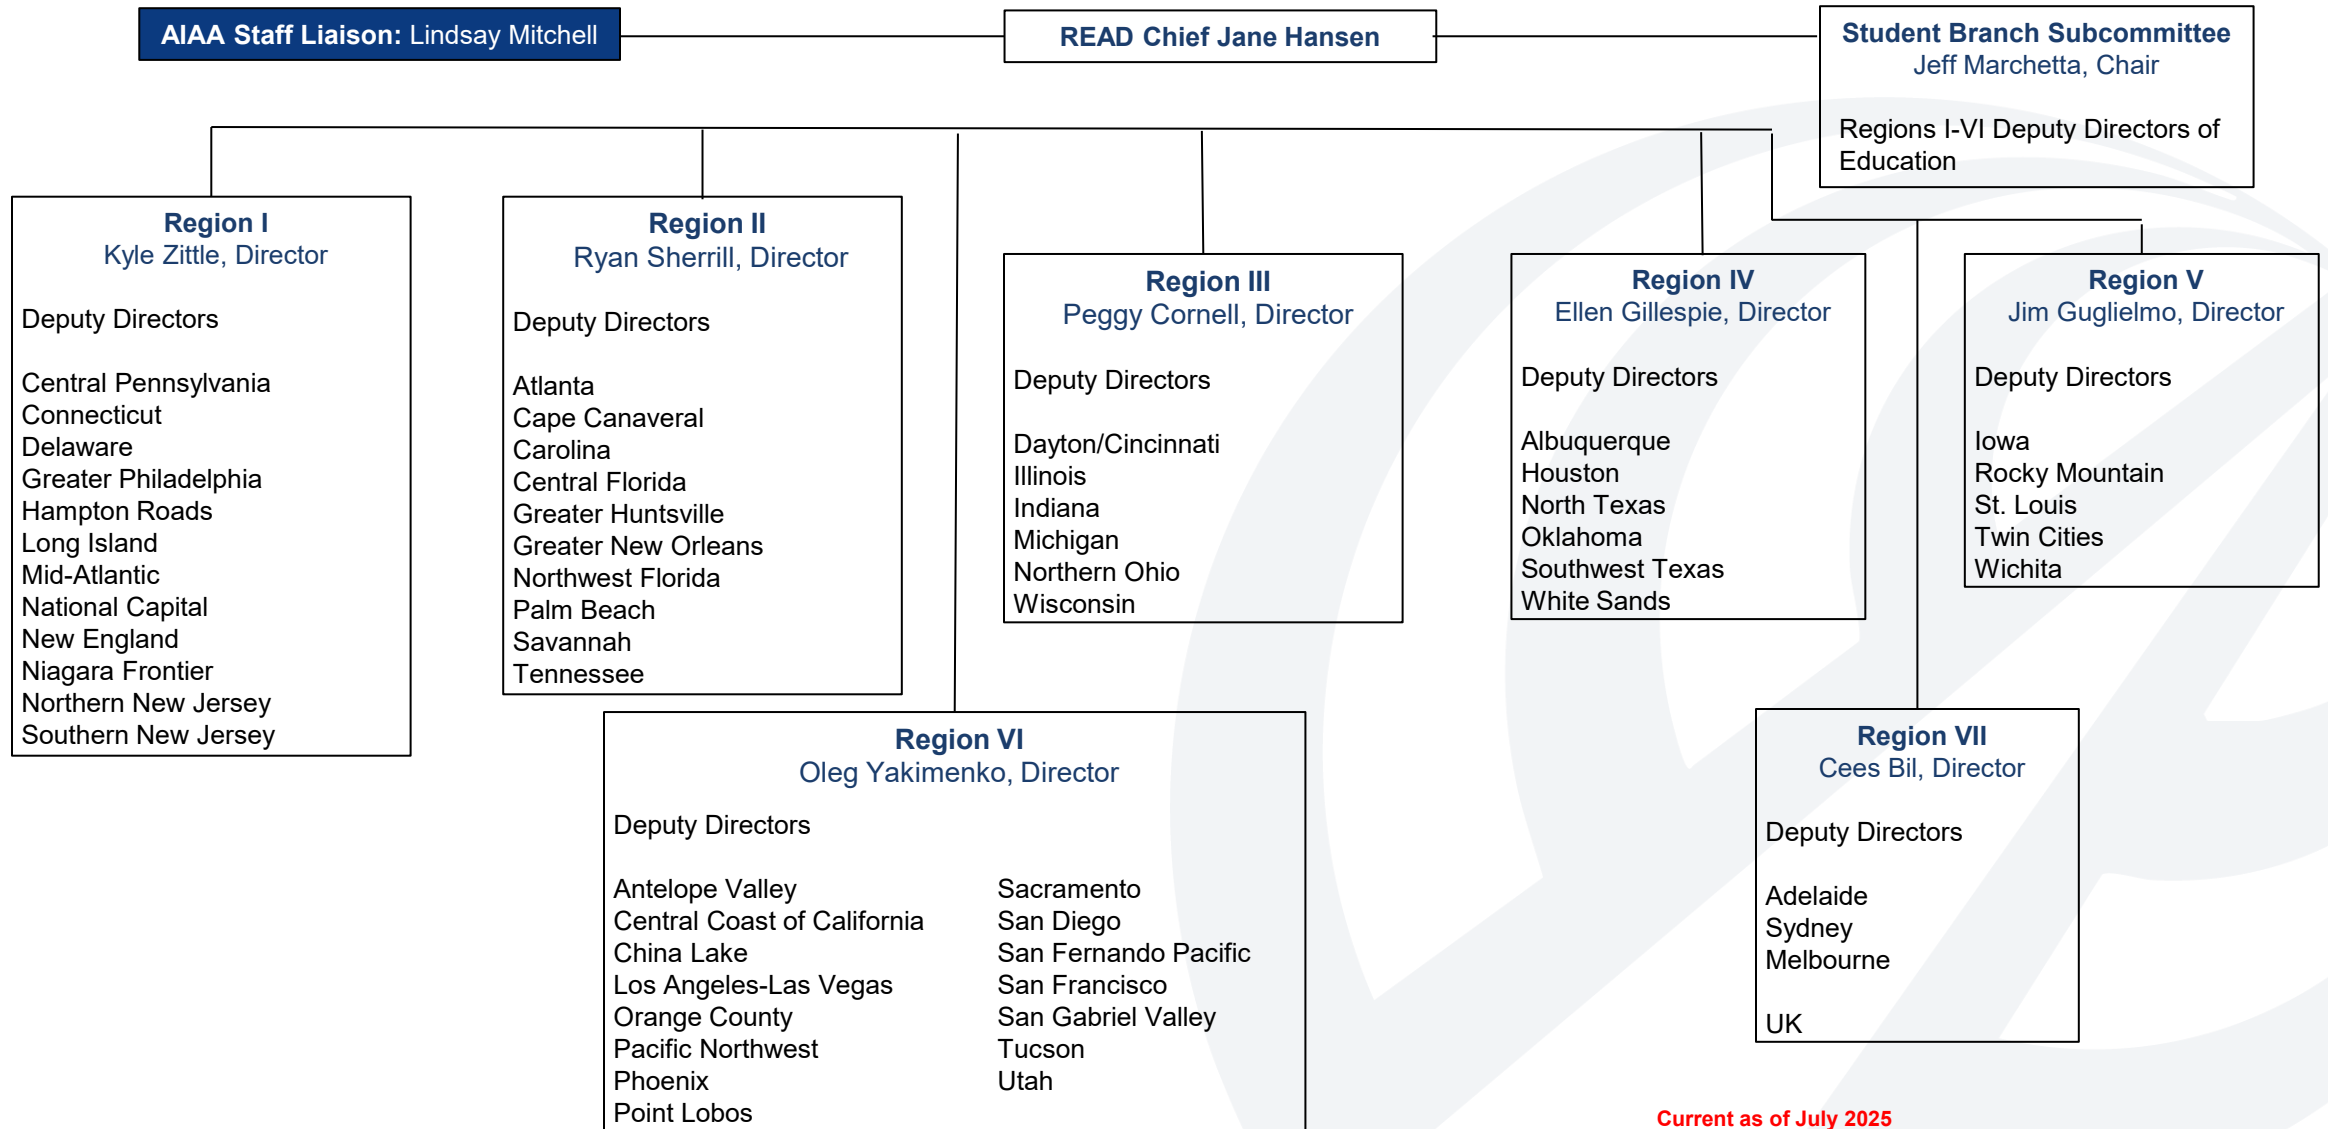 AIAA Staff Liaison: Lindsay Mitchell
READ Chief Jane Hansen
Student Branch Subcommittee
Jeff Marchetta, Chair
Regions I-VI Deputy Directors of
Education
Region I
Kyle Zittle, Director
Deputy Directors
Central Pennsylvania
Connecticut
Delaware
Greater Philadelphia
Hampton Roads
Long Island
Mid-Atlantic
National Capital
New England
Niagara Frontier
Northern New Jersey
Southern New Jersey
Region II
Ryan Sherrill, Director
Deputy Directors
Atlanta
Cape Canaveral
Carolina
Central Florida
Greater Huntsville
Greater New Orleans
Northwest Florida
Palm Beach
Savannah
Tennessee
Region III
Peggy Cornell, Director
Deputy Directors
Dayton/Cincinnati
Illinois
Indiana
Michigan
Northern Ohio
Wisconsin
Region IV
Ellen Gillespie, Director
Deputy Directors
Albuquerque
Houston
North Texas
Oklahoma
Southwest Texas
White Sands
Region V
Jim Guglielmo, Director
Deputy Directors
Iowa
Rocky Mountain
St. Louis
Twin Cities
Wichita
Region VI
Oleg Yakimenko, Director
Deputy Directors
Antelope Valley
Central Coast of California
China Lake
Los Angeles-Las Vegas
Orange County
Pacific Northwest
Phoenix
Point Lobos
Sacramento
San Diego
San Fernando Pacific
San Francisco
San Gabriel Valley
Tucson
Utah
Region VII
Cees Bil, Director
Deputy Directors
Adelaide
Sydney
Melbourne
UK
Current as of July 2025